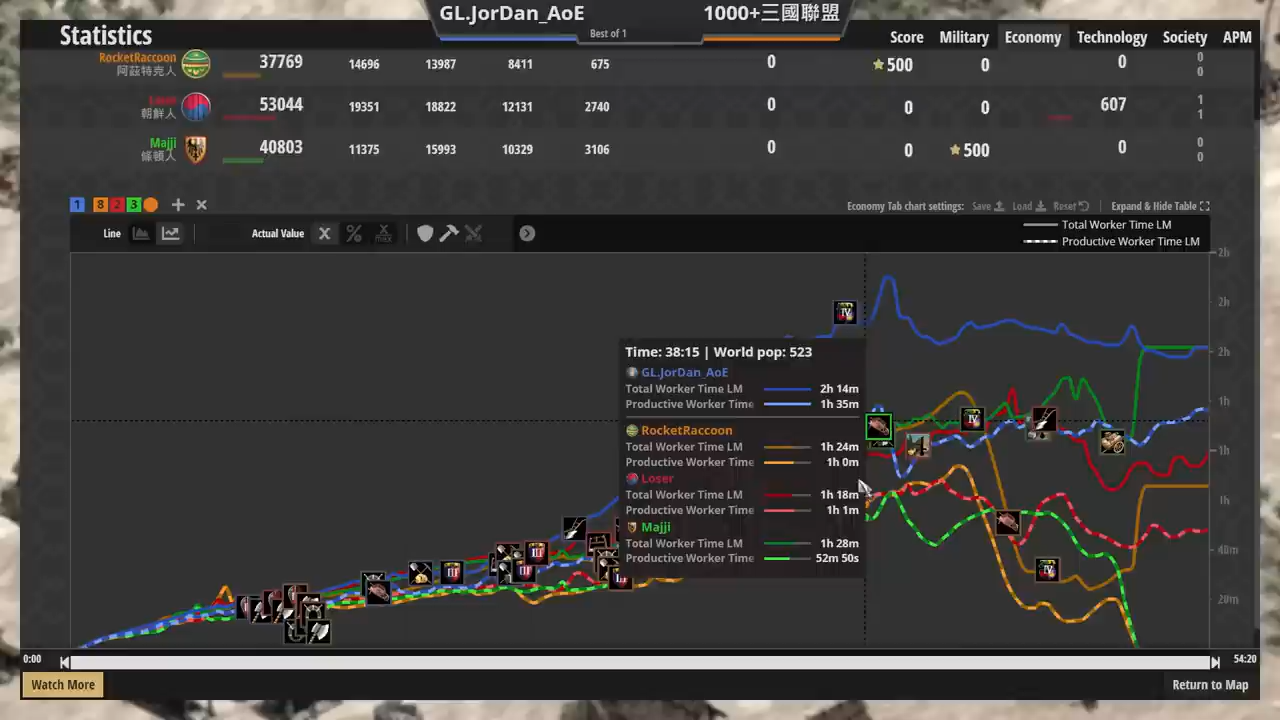 GL.JorDan_AoE
1000+三國聯盟
Best of 1
Statistics
Score Military Economy Technology Society APM
RocketRaccoon
阿茲特克人
37769 14696 13987 8411 675 0 500 0 0 0
0
Loser
朝鮮人
53044 19351 18822 12131 2740 0 0 0 607 1
1
Majji
條頓人
40803 11375 15993 10329 3106 0 0 500 0 0
0
1 8 2 3
Economy Tab chart settings: Save Load Reset Expand & Hide Table
Line Actual Value max
Total Worker Time LM
Productive Worker Time LM
2h
2h
2h
1h
1h
1h
40m
20m
Time: 38:15 | World pop: 523
GL.JorDan_AoE
Total Worker Time LM 2h 14m
Productive Worker Time 1h 35m
RocketRaccoon
Total Worker Time LM 1h 24m
Productive Worker Time 1h 0m
Loser
Total Worker Time LM 1h 18m
Productive Worker Time 1h 1m
Majji
Total Worker Time LM 1h 28m
Productive Worker Time 52m 50s
IV
IV
IV
III
III
III
0:00
54:20
Watch More
Return to Map